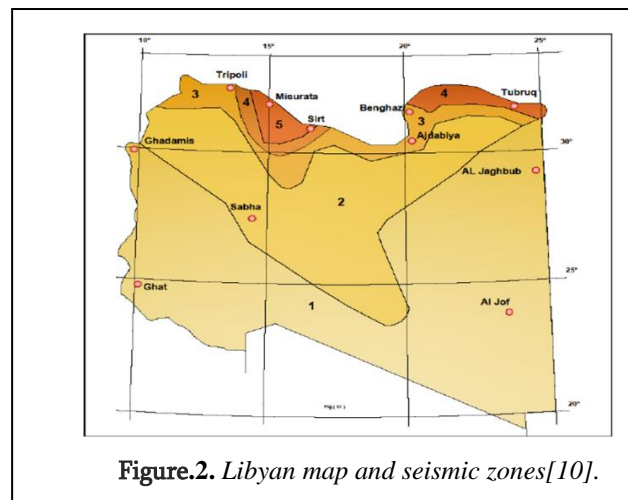 10°
15°
20°
25°
Tripoli
3
4
Misurata
4
Tubruq
Benghazi
5
Sirt
3
Ajdabiya
Ghadamis
30°
AL Jaghbub
2
Sabha
25°
Ghat
1
Al Jof
20°
Figure.2. Libyan map and seismic zones[10].